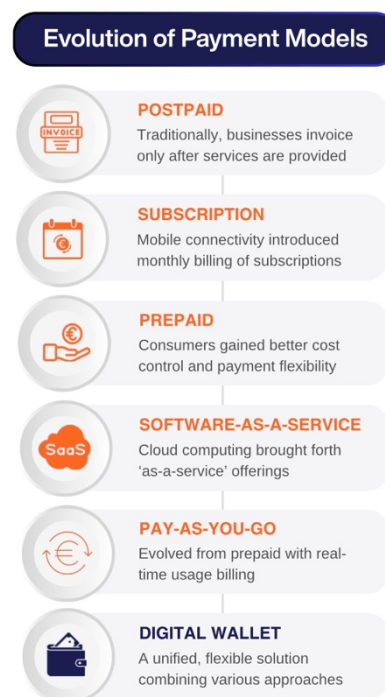 Evolution of Payment Models
POSTPAID
INVOICE
Traditionally, businesses invoice
only after services are provided
SUBSCRIPTION
Mobile connectivity introduced
monthly billing of subscriptions
PREPAID
Consumers gained better cost
control and payment flexibility
SOFTWARE-AS-A-SERVICE
SaaS
Cloud computing brought forth
‘as-a-service’ offerings
PAY-AS-YOU-GO
Evolved from prepaid with real-
time usage billing
DIGITAL WALLET
A unified, flexible solution
combining various approaches